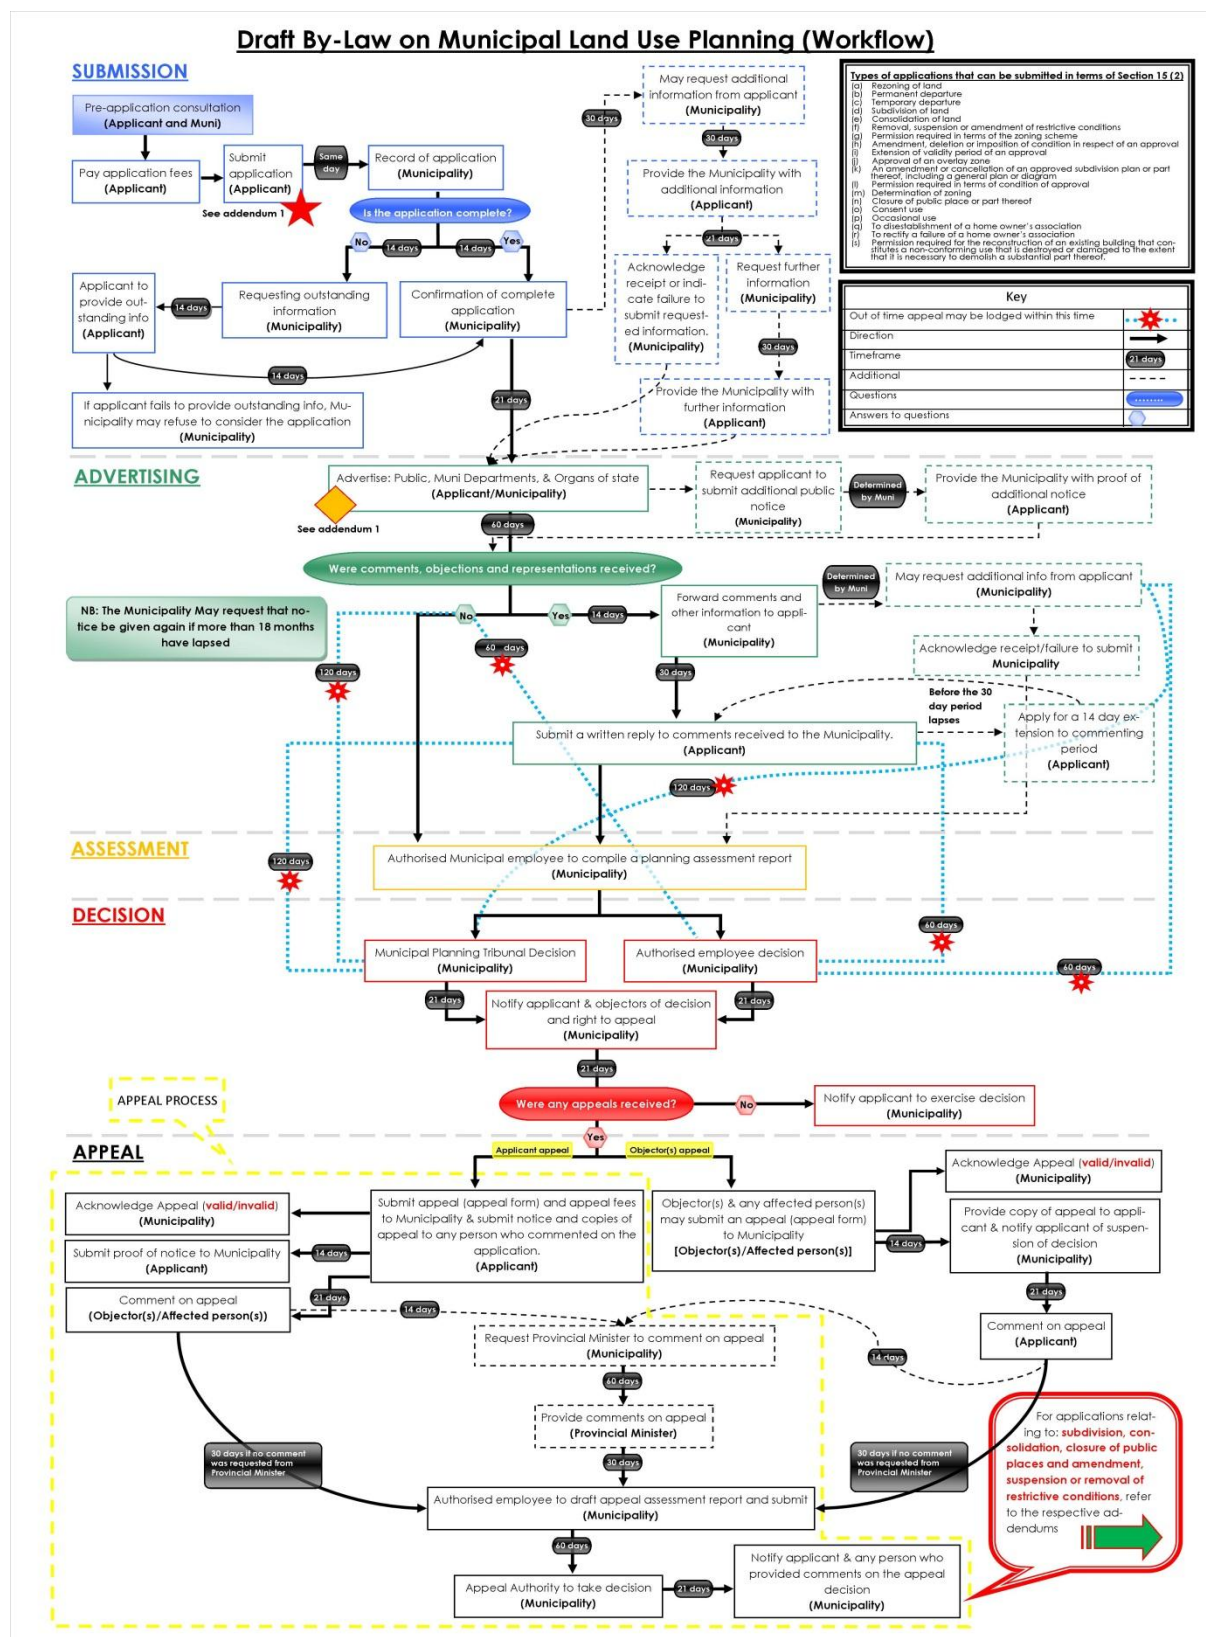 Draft By-Law on Municipal Land Use Planning (Workflow)
SUBMISSION
Pre-application consultation
(Applicant and Muni)
Pay application fees
(Applicant)
Submit
application
(Applicant)
See addendum 1
Same
day
Record of application
(Municipality)
Is the application complete?
No
14 days
14 days
Yes
Applicant to
provide out-
standing info
(Applicant)
14 days
Requesting outstanding
information
(Municipality)
Confirmation of complete
application
(Municipality)
14 days
21 days
If applicant fails to provide outstanding info, Mu-
nicipality may refuse to consider the application
(Municipality)
30 days
May request additional
information from applicant
(Municipality)
30 days
Provide the Municipality with
additional information
(Applicant)
21 days
Acknowledge
receipt or indi-
cate failure to
submit request-
ed information.
(Municipality)
Request further
information
(Municipality)
30 days
Provide the Municipality with
further information
(Applicant)
Types of applications that can be submitted in terms of Section 15 (2)
(a) Rezoning of land
(b) Permanent departure
(c) Temporary departure
(d) Subdivision of land
(e) Consolidation of land
(f) Removal, suspension or amendment of restrictive conditions
(g) Permission required in terms of the zoning scheme
(h) Amendment, deletion or imposition of condition in respect of an approval
(i) Extension of validity period of an approval
(j) Approval of an overlay zone
(k) An amendment or cancellation of an approved subdivision plan or part
thereof, including a general plan or diagram
(l) Permission required in terms of condition of approval
(m) Determination of zoning
(n) Closure of public place or part thereof
(o) Consent use
(p) Occasional use
(q) To disestablishment of a home owner's association
(r) To rectify a failure of a home owner's association
(s) Permission required for the reconstruction of an existing building that con-
stitutes a non-conforming use that is destroyed or damaged to the extent
that it is necessary to demolish a substantial part thereof.
Key
Out of time appeal may be lodged within this time
Direction
Timeframe
21 days
Additional
Questions
Answers to questions
ADVERTISING
Advertise: Public, Muni Departments, & Organs of state
(Applicant/Municipality)
See addendum 1
60 days
Request applicant to
submit additional public
notice
(Municipality)
Determined
by Muni
Provide the Municipality with proof of
additional notice
(Applicant)
Were comments, objections and representations received?
NB: The Municipality May request that no-
tice be given again if more than 18 months
have lapsed
No
Yes
14 days
Forward comments and
other information to appli-
cant
(Municipality)
Determined
by Muni
May request additional info from applicant
(Municipality)
Acknowledge receipt/failure to submit
Municipality
60 days
120 days
30 days
Before the 30
day period
lapses
Apply for a 14 day ex-
tension to commenting
period
(Applicant)
Submit a written reply to comments received to the Municipality.
(Applicant)
120 days
ASSESSMENT
120 days
Authorised Municipal employee to compile a planning assessment report
(Municipality)
DECISION
60 days
Municipal Planning Tribunal Decision
(Municipality)
Authorised employee decision
(Municipality)
60 days
21 days
21 days
Notify applicant & objectors of decision
and right to appeal
(Municipality)
21 days
APPEAL PROCESS
Were any appeals received?
No
Notify applicant to exercise decision
(Municipality)
Yes
APPEAL
Applicant appeal
Objector(s) appeal
Acknowledge Appeal (valid/invalid)
(Municipality)
Submit proof of notice to Municipality
(Applicant)
14 days
Submit appeal (appeal form) and appeal fees
to Municipality & submit notice and copies of
appeal to any person who commented on the
application.
(Applicant)
Objector(s) & any affected person(s)
may submit an appeal (appeal form)
to Municipality
[Objector(s)/Affected person(s)]
Acknowledge Appeal (valid/invalid)
(Municipality)
14 days
Provide copy of appeal to appli-
cant & notify applicant of suspen-
sion of decision
(Municipality)
21 days
Comment on appeal
(Objector(s)/Affected person(s))
21 days
14 days
Comment on appeal
(Applicant)
14 days
Request Provincial Minister to comment on appeal
(Municipality)
60 days
Provide comments on appeal
(Provincial Minister)
30 days
30 days if no comment
was requested from
Provincial Minister
30 days if no comment
was requested from
Provincial Minister
Authorised employee to draft appeal assessment report and submit
(Municipality)
60 days
Appeal Authority to take decision
(Municipality)
21 days
Notify applicant & any person who
provided comments on the appeal
decision
(Municipality)
For applications relat-
ing to: subdivision, con-
solidation, closure of public
places and amendment,
suspension or removal of
restrictive conditions, refer
to the respective ad-
dendums